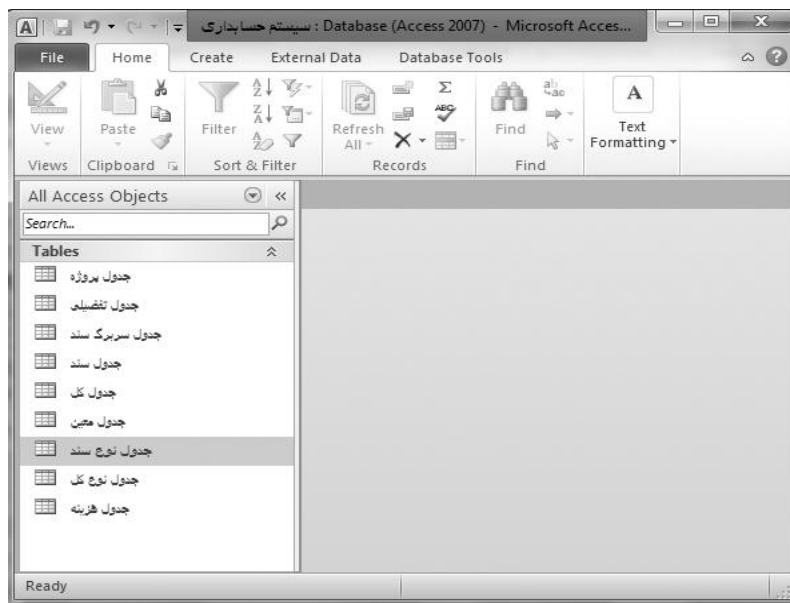 سیستم حسابداری : Database (Access 2007) - Microsoft Acces...
File Home Create External Data Database Tools
View Paste Filter Refresh All Find Text Formatting
Views Clipboard Sort & Filter Records Find
All Access Objects
Search...
Tables
جدول پروژه
جدول تفضیلی
جدول سربرگ سند
جدول سند
جدول کل
جدول معین
جدول نوع سند
جدول نوع کل
جدول هزینه
Ready